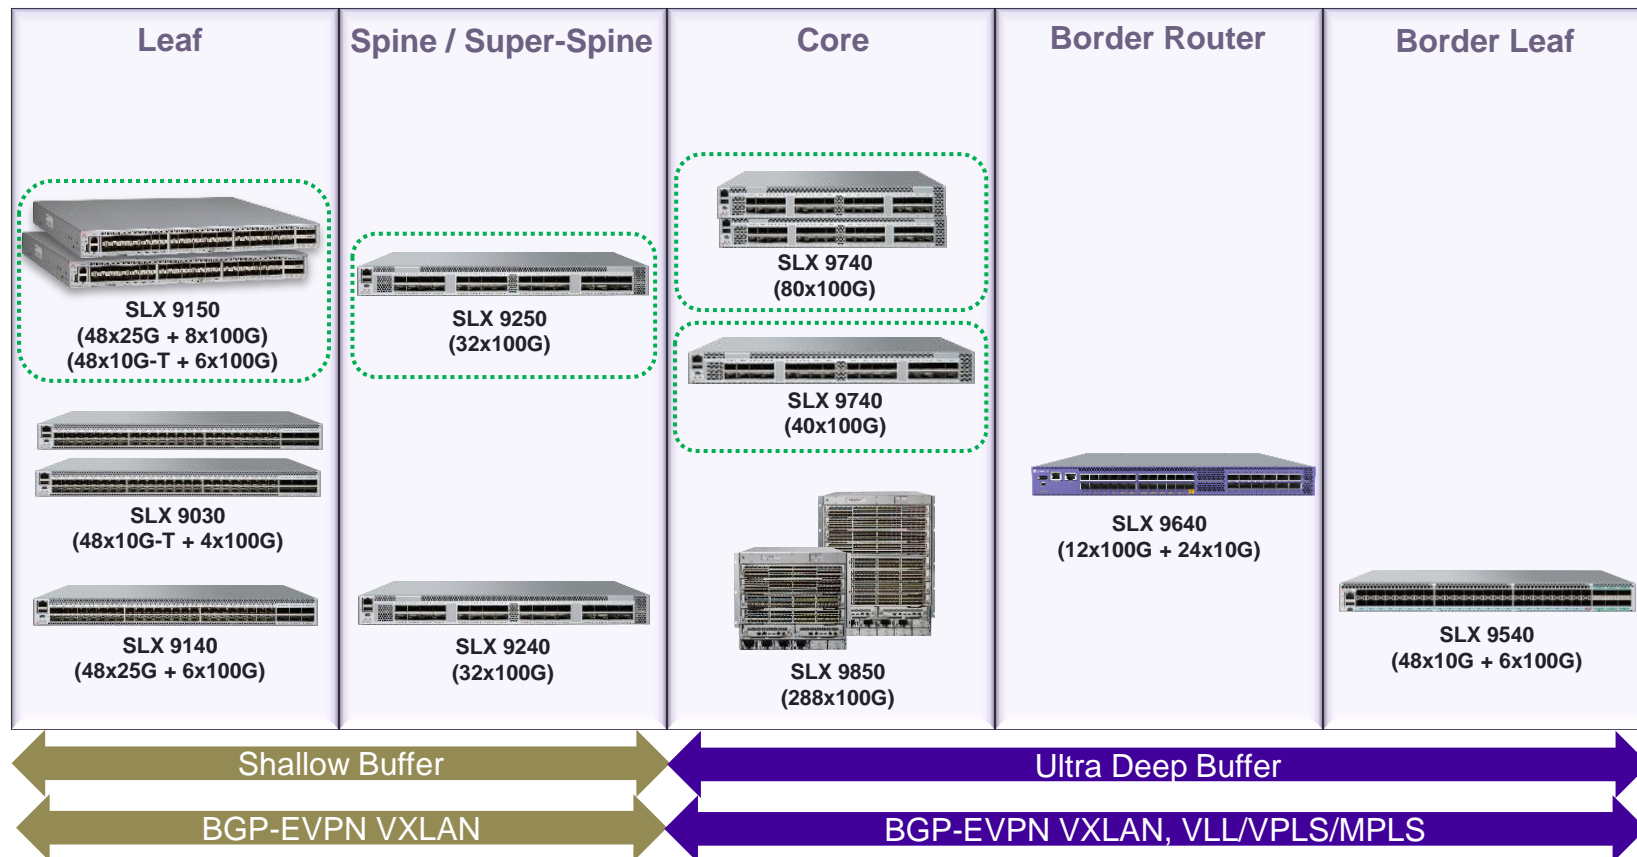 Leaf
Spine / Super-Spine
Core
Border Router
Border Leaf
SLX 9150
(48x25G + 8x100G)
(48x10G-T + 6x100G)
SLX 9030
(48x10G-T + 4x100G)
SLX 9140
(48x25G + 6x100G)
SLX 9250
(32x100G)
SLX 9240
(32x100G)
SLX 9740
(80x100G)
SLX 9740
(40x100G)
SLX 9850
(288x100G)
SLX 9640
(12x100G + 24x10G)
SLX 9540
(48x10G + 6x100G)
Shallow Buffer
Ultra Deep Buffer
BGP-EVPN VXLAN
BGP-EVPN VXLAN, VLL/VPLS/MPLS